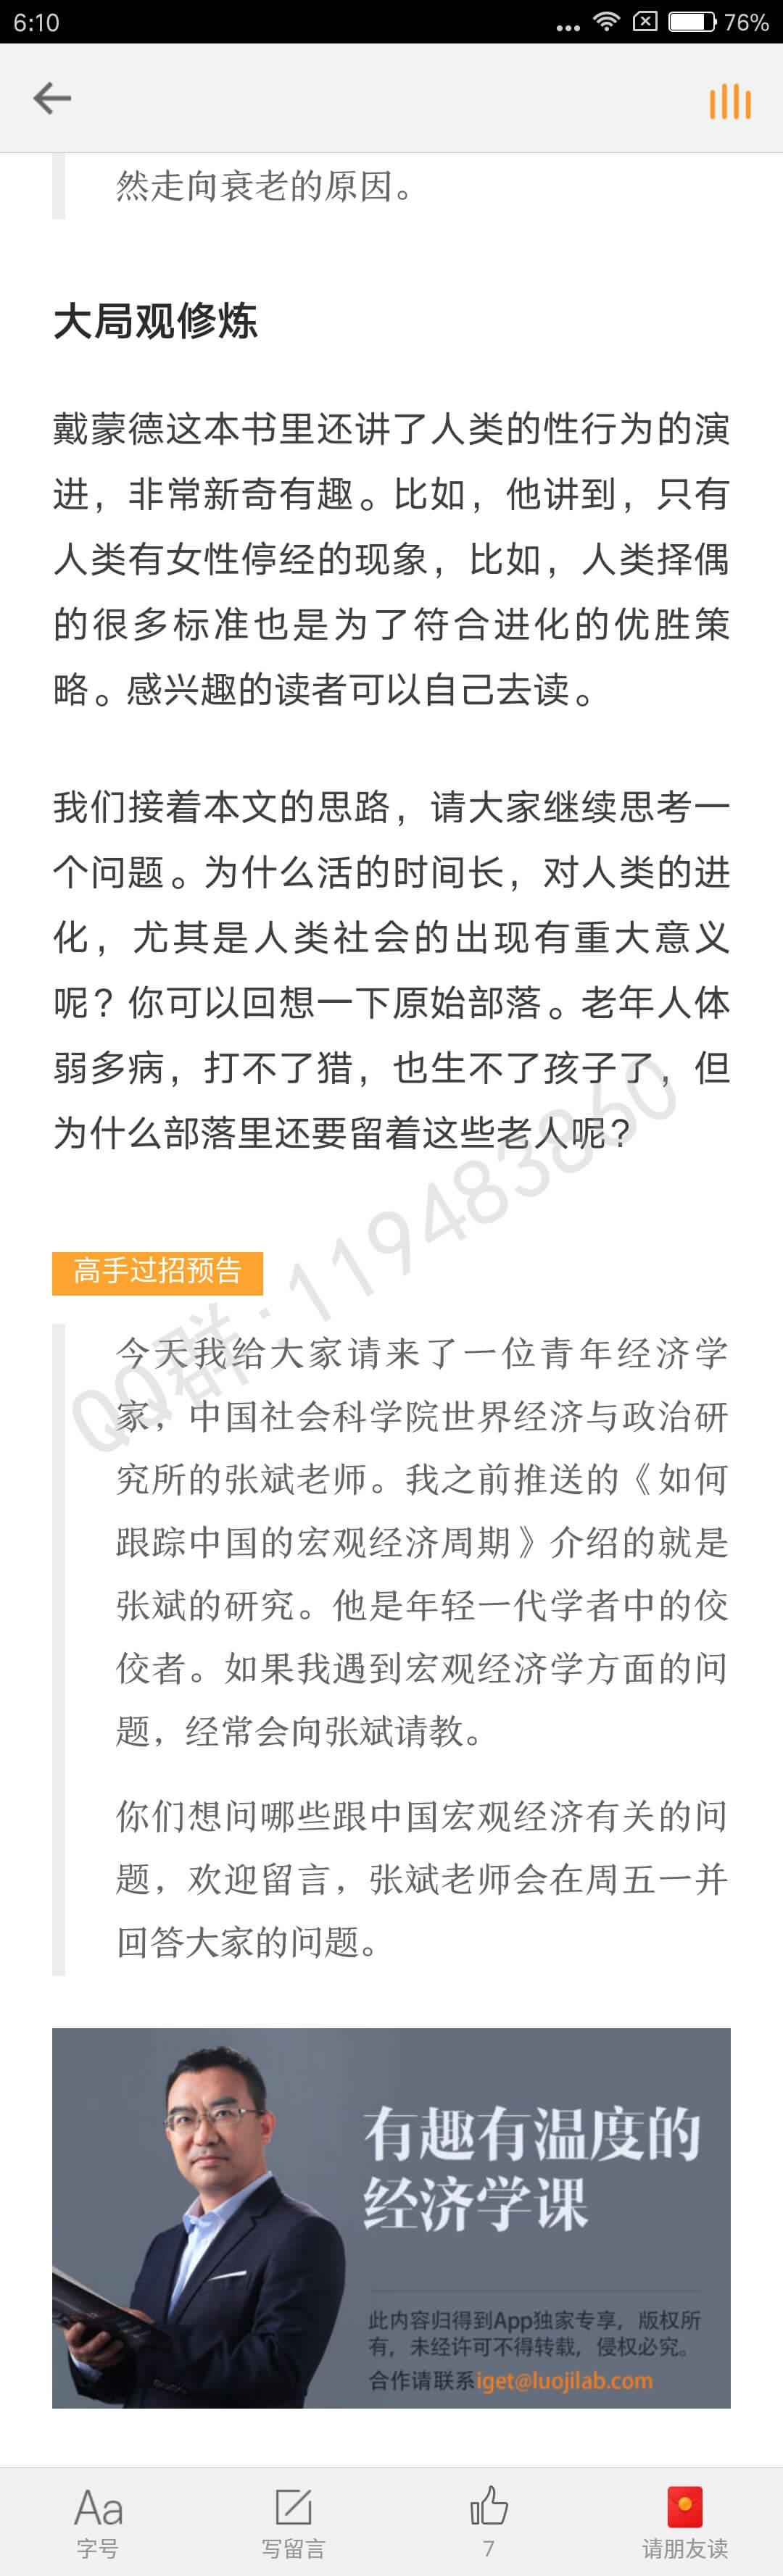 6:10
76%
然走向衰老的原因。
大局观修炼
戴蒙德这本书里还讲了人类的性行为的演
进，非常新奇有趣。比如，他讲到，只有
人类有女性停经的现象，比如，人类择偶
的很多标准也是为了符合进化的优胜策
略。感兴趣的读者可以自己去读。
我们接着本文的思路，请大家继续思考一
个问题。为什么活的时间长，对人类的进
化，尤其是人类社会的出现有重大意义
呢？你可以回想一下原始部落。老年人体
弱多病，打不了猎，也生不了孩子了，但
为什么部落里还要留着这些老人呢？
QQ群：119483860
高手过招预告
今天我给大家请来了一位青年经济学
家，中国社会科学院世界经济与政治研
究所的张斌老师。我之前推送的《如何
跟踪中国的宏观经济周期》介绍的就是
张斌的研究。他是年轻一代学者中的佼
佼者。如果我遇到宏观经济学方面的问
题，经常会向张斌请教。
你们想问哪些跟中国宏观经济有关的问
题，欢迎留言，张斌老师会在周五一并
回答大家的问题。
有趣有温度的
经济学课
此内容归得到App独家专享，版权所
有，未经许可不得转载，侵权必究。
合作请联系iget@luojilab.com
Aa
字号
写留言
7
请朋友读